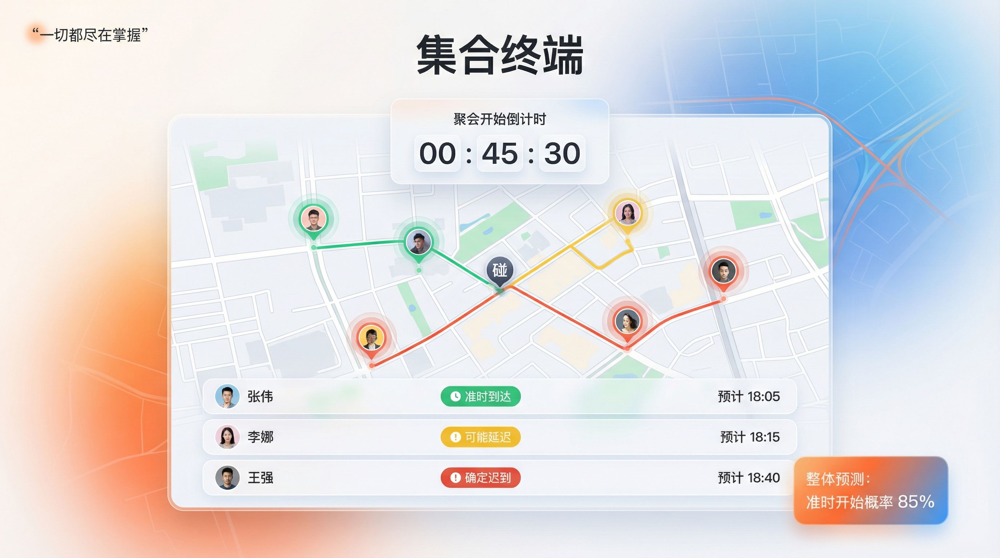 “一切都尽在掌握”
集合终端
聚会开始倒计时
00 : 45 : 30
碰
张伟 准时到达 预计 18:05
李娜 可能延迟 预计 18:15
王强 确定迟到 预计 18:40
整体预测：
准时开始概率 85%